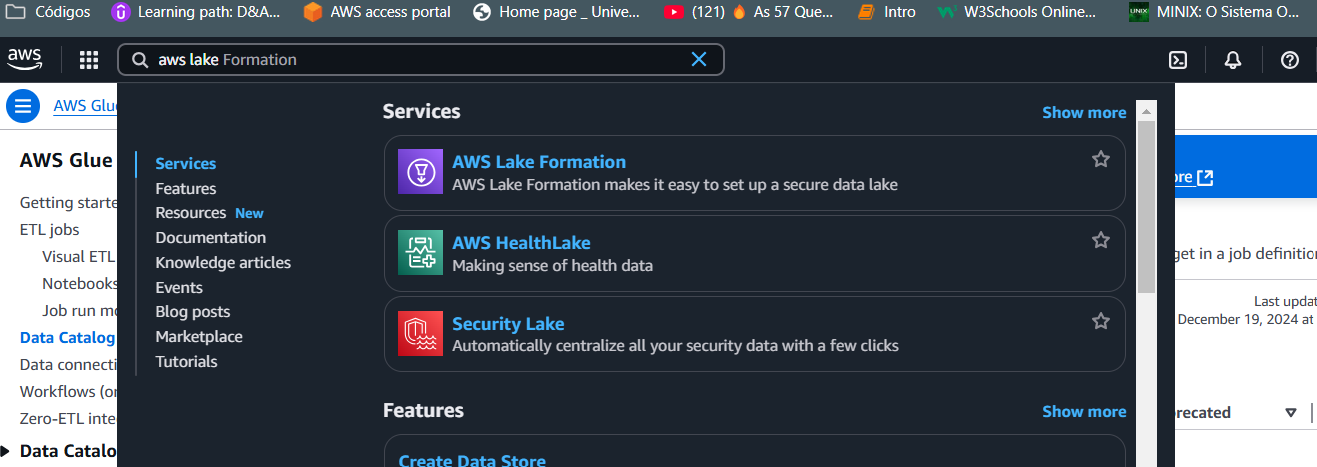 Códigos
Learning path: D&A...
AWS access portal
Home page _ Unive...
(121) 🔥 As 57 Que...
Intro
W3Schools Online...
MINIX: O Sistema O...
aws
aws lake Formation
AWS Glu
AWS Glue
Getting starte
ETL jobs
Visual ETL
Notebooks
Job run mo
Data Catalog
Data connecti
Workflows (or
Zero-ETL inte
Data Catalo
Services
Features
Resources New
Documentation
Knowledge articles
Events
Blog posts
Marketplace
Tutorials
Services
Show more
AWS Lake Formation
AWS Lake Formation makes it easy to set up a secure data lake
AWS HealthLake
Making sense of health data
Security Lake
Automatically centralize all your security data with a few clicks
Features
Show more
Create Data Store
ore
get in a job definition
Last updat
December 19, 2024 at
recated